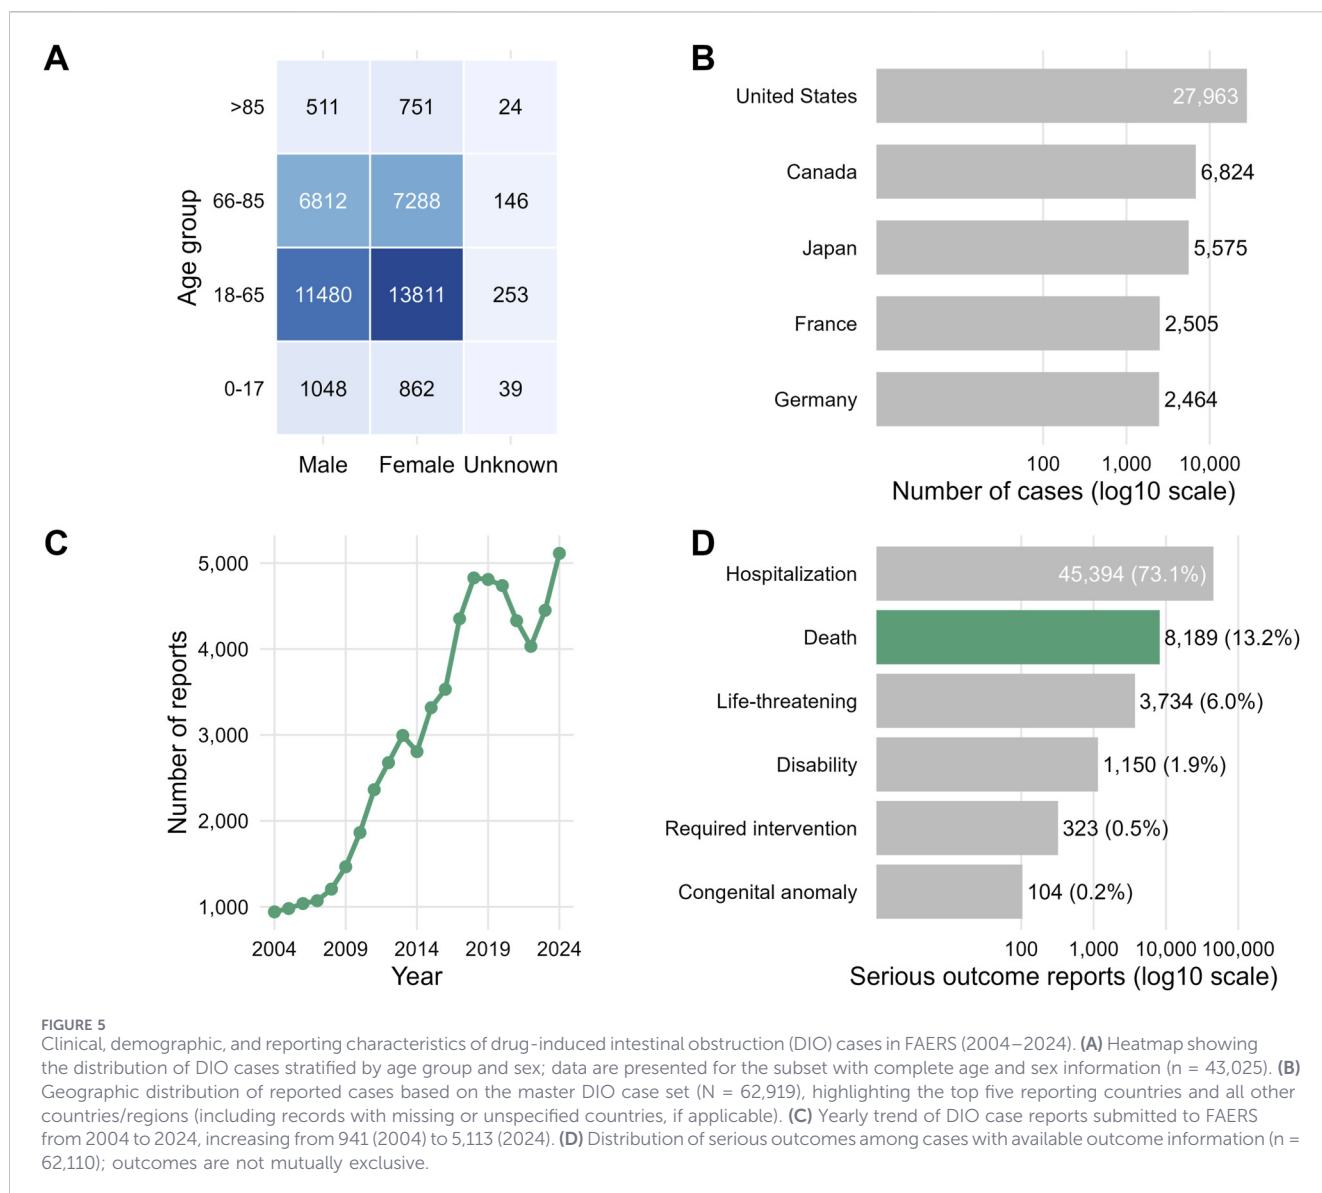 A
Age group
>85
511
751
24
66-85
6812
7288
146
18-65
11480
13811
253
0-17
1048
862
39
Male
Female
Unknown
B
United States
27,963
Canada
6,824
Japan
5,575
France
2,505
Germany
2,464
100
1,000
10,000
Number of cases (log10 scale)
C
Number of reports
5,000
4,000
3,000
2,000
1,000
2004
2009
2014
2019
2024
Year
D
Hospitalization
45,394 (73.1%)
Death
8,189 (13.2%)
Life-threatening
3,734 (6.0%)
Disability
1,150 (1.9%)
Required intervention
323 (0.5%)
Congenital anomaly
104 (0.2%)
100
1,000
10,000
100,000
Serious outcome reports (log10 scale)
FIGURE 5
Clinical, demographic, and reporting characteristics of drug-induced intestinal obstruction (DIO) cases in FAERS (2004–2024). (A) Heatmap showing
the distribution of DIO cases stratified by age group and sex; data are presented for the subset with complete age and sex information (n = 43,025). (B)
Geographic distribution of reported cases based on the master DIO case set (N = 62,919), highlighting the top five reporting countries and all other
countries/regions (including records with missing or unspecified countries, if applicable). (C) Yearly trend of DIO case reports submitted to FAERS
from 2004 to 2024, increasing from 941 (2004) to 5,113 (2024). (D) Distribution of serious outcomes among cases with available outcome information (n =
62,110); outcomes are not mutually exclusive.